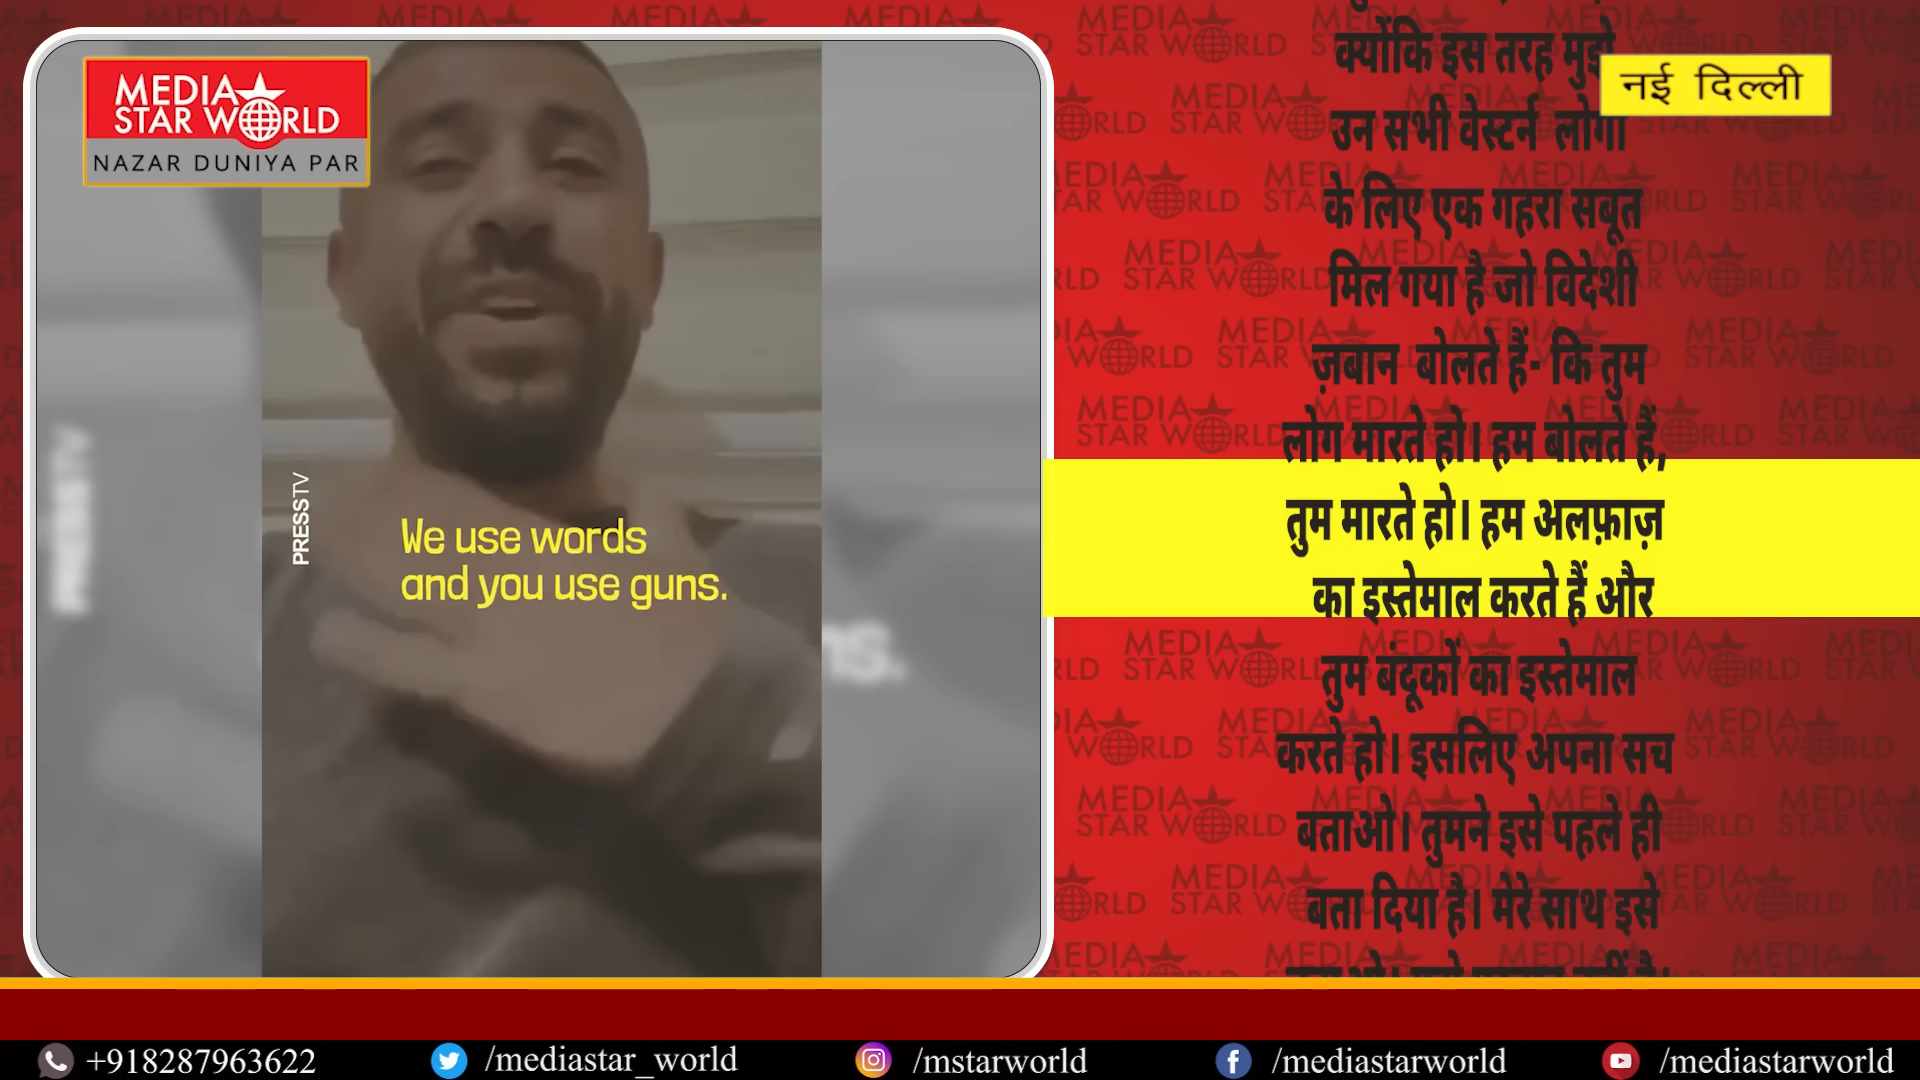 MEDIA
STAR WORLD
NAZAR DUNIYA PAR
PRESSTV
We use words
and you use guns.
नई दिल्ली
क्योंकि इस तरह मुझे
उन सभी वेस्टर्न लोगों
के लिए एक गहरा सबूत
मिल गया है जो विदेशी
ज़बान बोलते हैं- कि तुम
लोग मारते हो। हम बोलते हैं,
तुम मारते हो। हम अलफ़ाज़
का इस्तेमाल करते हैं और
तुम बंदूकों का इस्तेमाल
करते हो। इसलिए अपना सच
बताओ। तुमने इसे पहले ही
बता दिया है। मेरे साथ इसे
+918287963622
/mediastar_world
/mstarworld
/mediastarworld
/mediastarworld